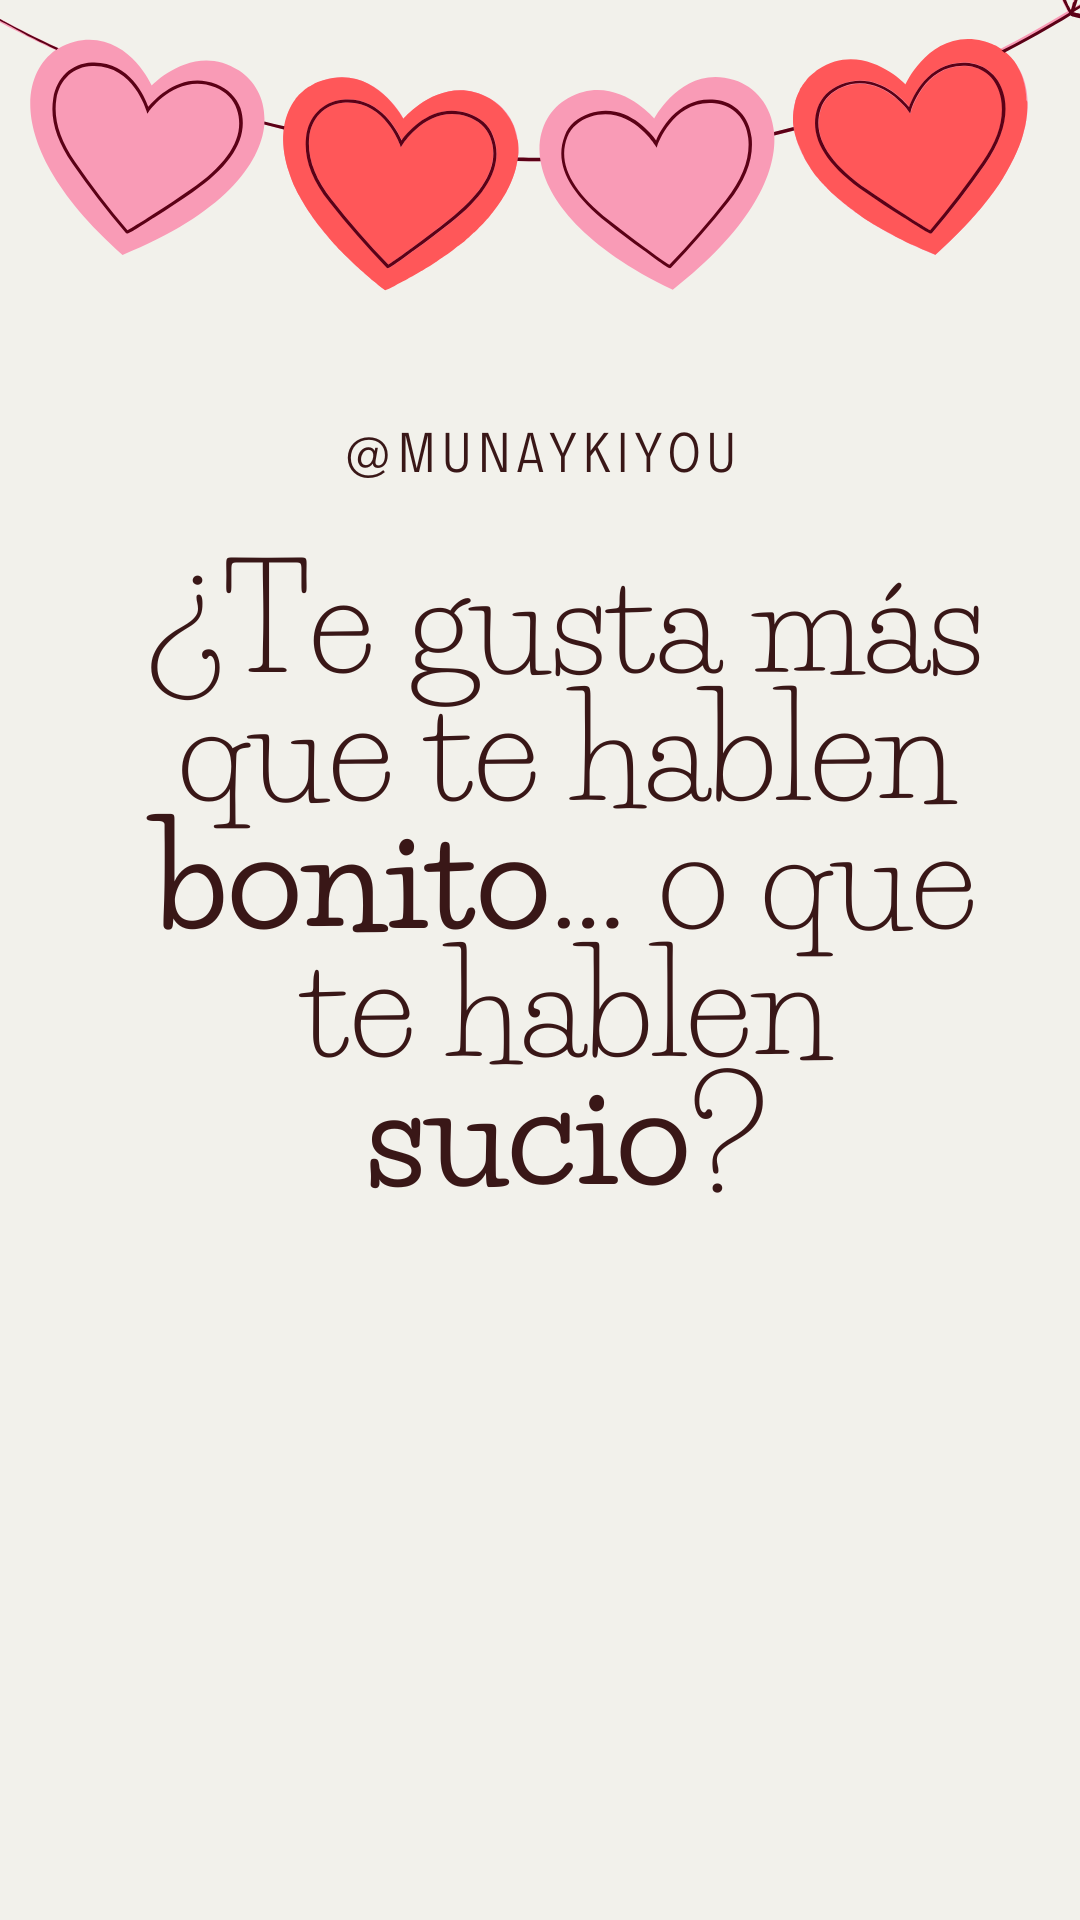 @MUNAYKIYOU
¿Te gusta más
que te hablen
bonito... o que
te hablen
sucio?